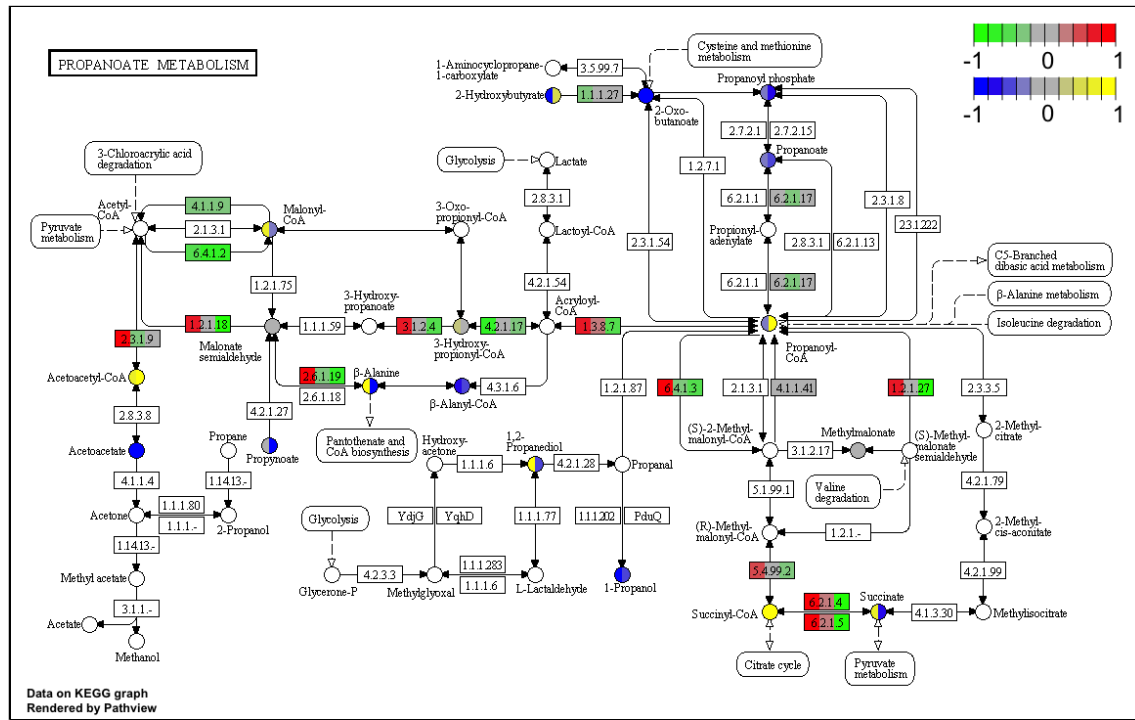 PROPANOATE METABOLISM
-1 0 1
-1 0 1
Cysteine and methionine
metabolism
1-Aminocyclopropane-
1-carboxylate
3.5.99.7
2-Hydroxybutyrate
1.1.1.27
2-Oxo-
butanoate
Propanoyl phosphate
2.7.2.1
2.7.2.15
Propanoate
1.2.7.1
6.2.1.1
6.2.1.17
2.3.1.8
2.3.1.222
Propionyl-
adenylate
2.8.3.1
6.2.1.13
2.3.1.54
6.2.1.1
6.2.1.17
C5-Branched
dibasic acid metabolism
β-Alanine metabolism
Isoleucine degradation
Propanoyl-
CoA
3-Chloroacrylic acid
degradation
Glycolysis
Lactate
2.8.3.1
Lactoyl-CoA
4.2.1.54
Acryloyl-
CoA
Acetyl-
CoA
Pyruvate
metabolism
4.1.1.9
2.1.3.1
6.4.1.2
Malonyl-
CoA
3-Oxo-
propionyl-CoA
1.2.1.75
3-Hydroxy-
propanoate
1.2.1.18
Malonate
semialdehyde
1.1.1.59
3.1.2.4
3-Hydroxy-
propionyl-CoA
4.2.1.17
1.3.8.7
2.3.1.9
Acetoacetyl-CoA
2.6.1.19
2.6.1.18
β-Alanine
β-Alanyl-CoA
4.3.1.6
2.8.3.8
4.2.1.27
Propynoate
Pantothenate and
CoA biosynthesis
Acetoacetate
Propane
4.1.1.4
1.14.13.-
Acetone
1.1.1.80
1.1.1.-
2-Propanol
1.14.13.-
Methyl acetate
3.1.1.-
Acetate
Methanol
Hydroxy-
acetone
1.1.1.6
1,2-
Propanediol
4.2.1.28
Propanal
1.2.1.87
YdjG
YqhD
1.1.1.77
1.1.1.202
PduQ
Glycolysis
Glycerone-P
4.2.3.3
Methylglyoxal
1.1.1.283
1.1.1.6
L-Lactaldehyde
1-Propanol
6.4.1.3
2.1.3.1
4.1.1.41
1.2.1.27
2.3.3.5
(S)-2-Methyl-
malonyl-CoA
3.1.2.17
Methylmalonate
(S)-Methyl-
malonate
semialdehyde
2-Methyl-
citrate
5.1.99.1
Valine
degradation
4.2.1.79
(R)-Methyl-
malonyl-CoA
1.2.1.-
2-Methyl-
cis-aconitate
5.4.99.2
4.2.1.99
Succinyl-CoA
6.2.1.4
6.2.1.5
Succinate
4.1.3.30
Methylisocitrate
Citrate cycle
Pyruvate
metabolism
Data on KEGG graph
Rendered by Pathview